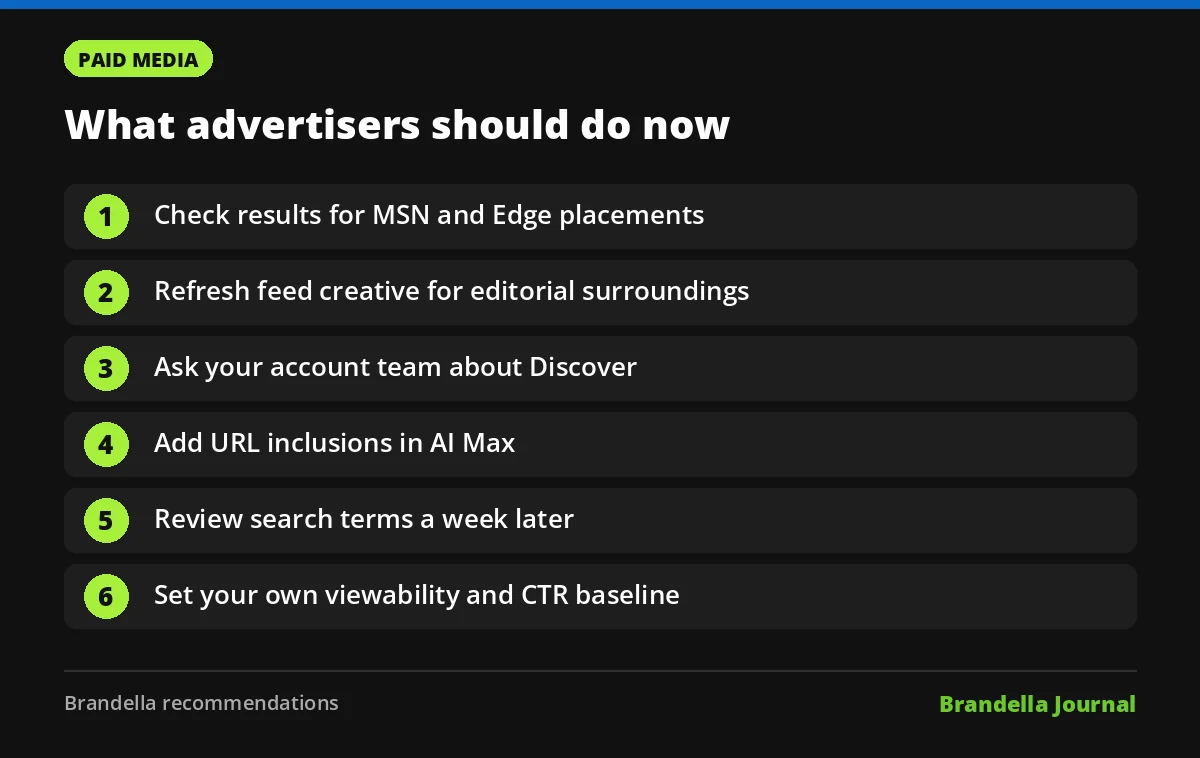 PAID MEDIA
What advertisers should do now
1 Check results for MSN and Edge placements
2 Refresh feed creative for editorial surroundings
3 Ask your account team about Discover
4 Add URL inclusions in AI Max
5 Review search terms a week later
6 Set your own viewability and CTR baseline
Brandella recommendations
Brandella Journal